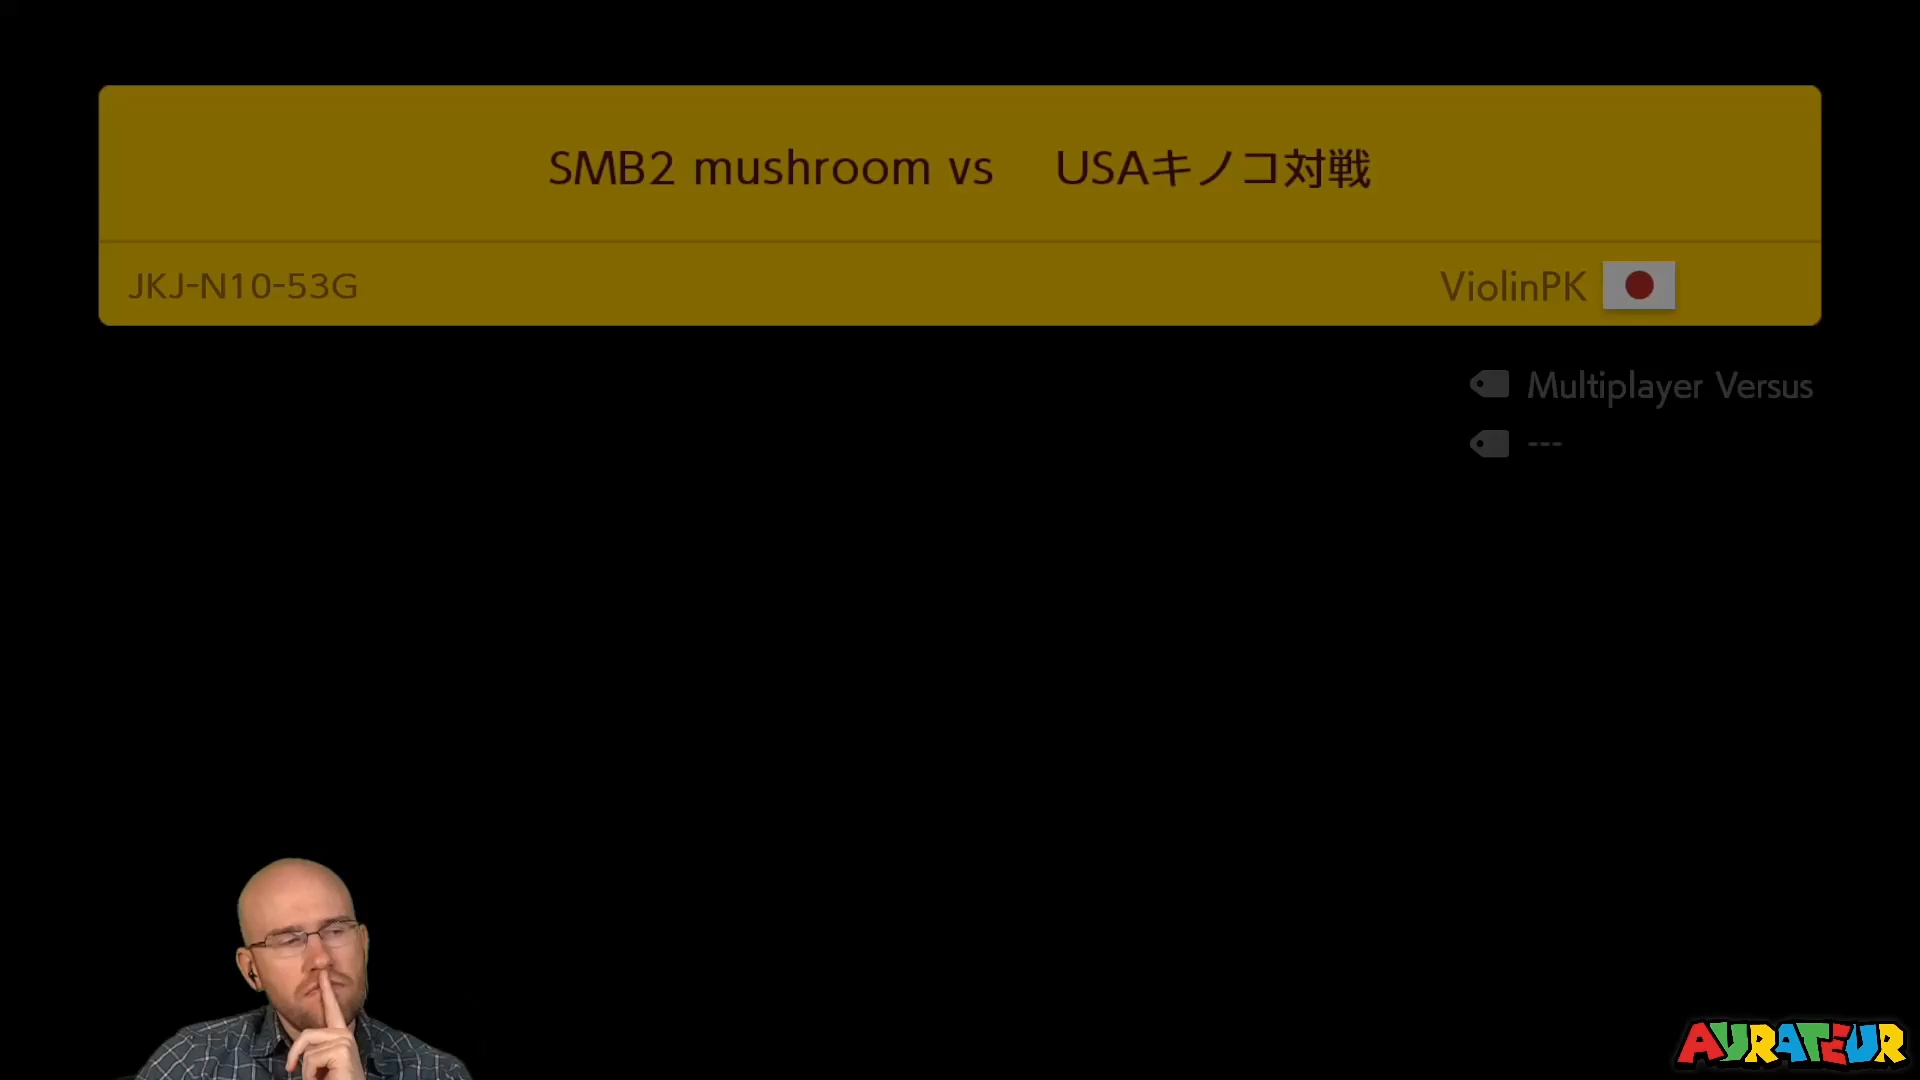 SMB2 mushroom vs　USAキノコ対戦
JKJ-N10-53G
ViolinPK
Multiplayer Versus
---
AURATEUR